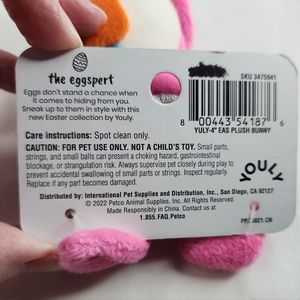 the eggspert
Eggs don't stand a chance when
it comes to hiding from you.
Sneak up to them in style with this
new Easter collection by Youly.
SKU 3475941
8 00443 54187 6
YULY-4" EAS PLUSH BUNNY
Care instructions: Spot clean only.
CAUTION: FOR PET USE ONLY. NOT A CHILD'S TOY. Small parts,
strings, and small balls can present a choking hazard, gastrointestinal
blockage, or strangulation risk. Always supervise pet closely during play to
prevent accidental swallowing of small parts or strings. Inspect regularly.
Replace if any part becomes damaged.
YOULY
Distributed by: International Pet Supplies and Distribution, Inc., San Diego, CA 92127
© 2022 Petco Animal Supplies, Inc. All Rights Reserved.
Made Responsibly in China. Contact us at
1.855.FAQ.Petco